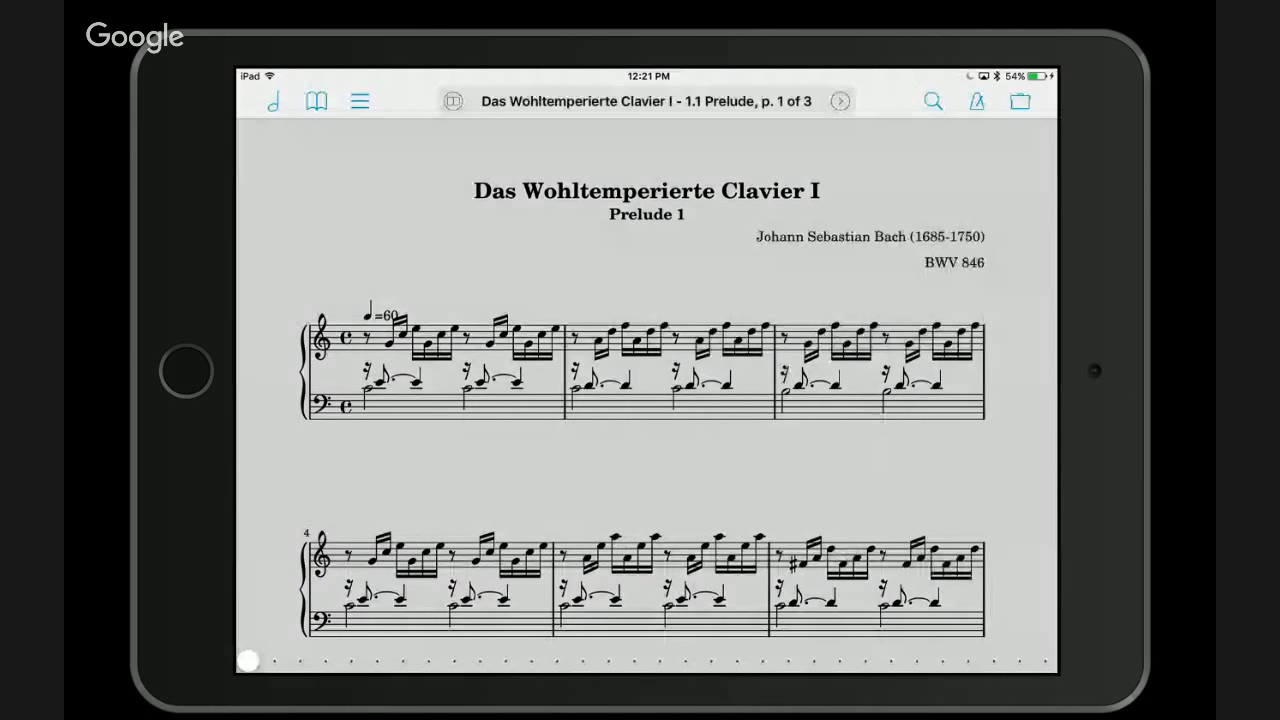 Google
iPad 12:21 PM 54%
Das Wohltemperierte Clavier I - 1.1 Prelude, p. 1 of 3
Das Wohltemperierte Clavier I
Prelude 1
Johann Sebastian Bach (1685-1750)
BWV 846
=60
4